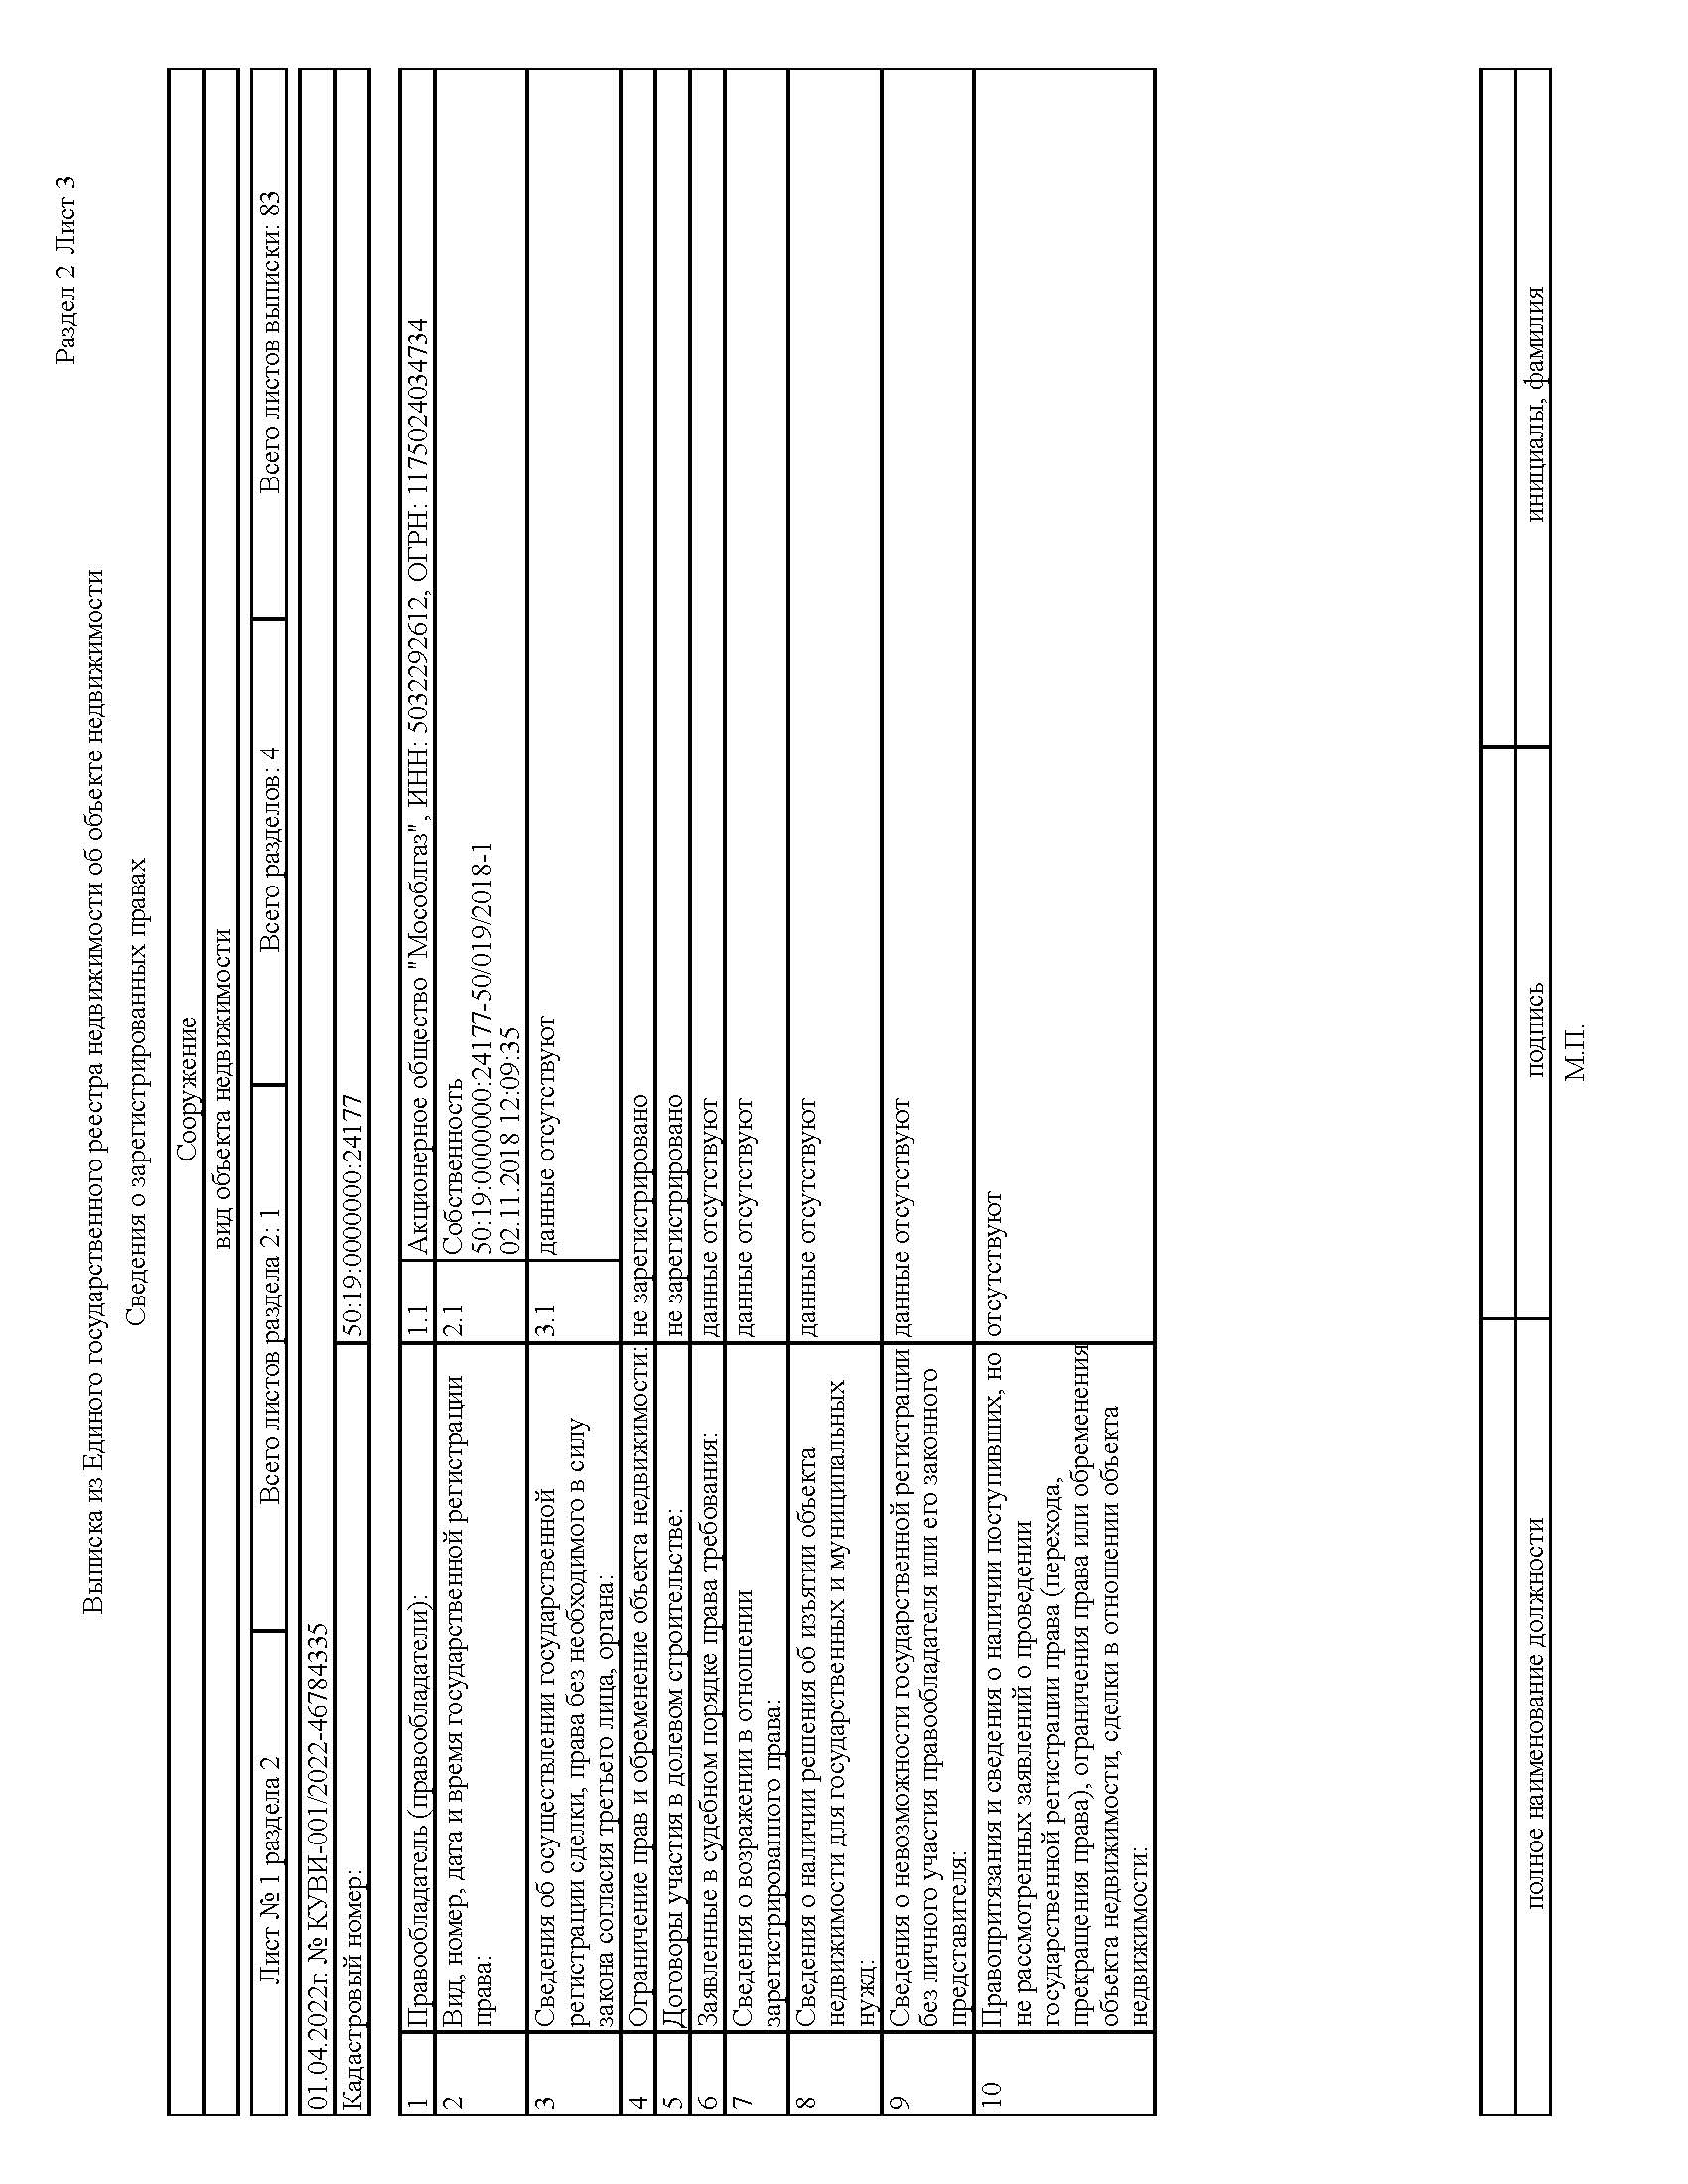 Раздел 2 Лист 3
Выписка из Единого государственного реестра недвижимости об объекте недвижимости
Сведения о зарегистрированных правах
Сооружение
вид объекта недвижимости
Лист № 1 раздела 2 Всего листов раздела 2: 1 Всего разделов: 4 Всего листов выписки: 83
01.04.2022г. № КУВИ-001/2022-46784335
Кадастровый номер: 50:19:0000000:24177
1 Правообладатель (правообладатели): 1.1 Акционерное общество "Мособлгаз", ИНН: 5032292612, ОГРН: 1175024034734
2 Вид, номер, дата и время государственной регистрации 2.1 Собственность
права: 50:19:0000000:24177-50/019/2018-1
02.11.2018 12:09:35
3 Сведения об осуществлении государственной 3.1 данные отсутствуют
регистрации сделки, права без необходимого в силу
закона согласия третьего лица, органа:
4 Ограничение прав и обременение объекта недвижимости: не зарегистрировано
5 Договоры участия в долевом строительстве: не зарегистрировано
6 Заявленные в судебном порядке права требования: данные отсутствуют
7 Сведения о возражении в отношении данные отсутствуют
зарегистрированного права:
8 Сведения о наличии решения об изъятии объекта данные отсутствуют
недвижимости для государственных и муниципальных
нужд:
9 Сведения о невозможности государственной регистрации данные отсутствуют
без личного участия правообладателя или его законного
представителя:
10 Правопритязания и сведения о наличии поступивших, но отсутствуют
не рассмотренных заявлений о проведении
государственной регистрации права (перехода,
прекращения права), ограничения права или обременения
объекта недвижимости, сделки в отношении объекта
недвижимости:
полное наименование должности подпись инициалы, фамилия
М.П.